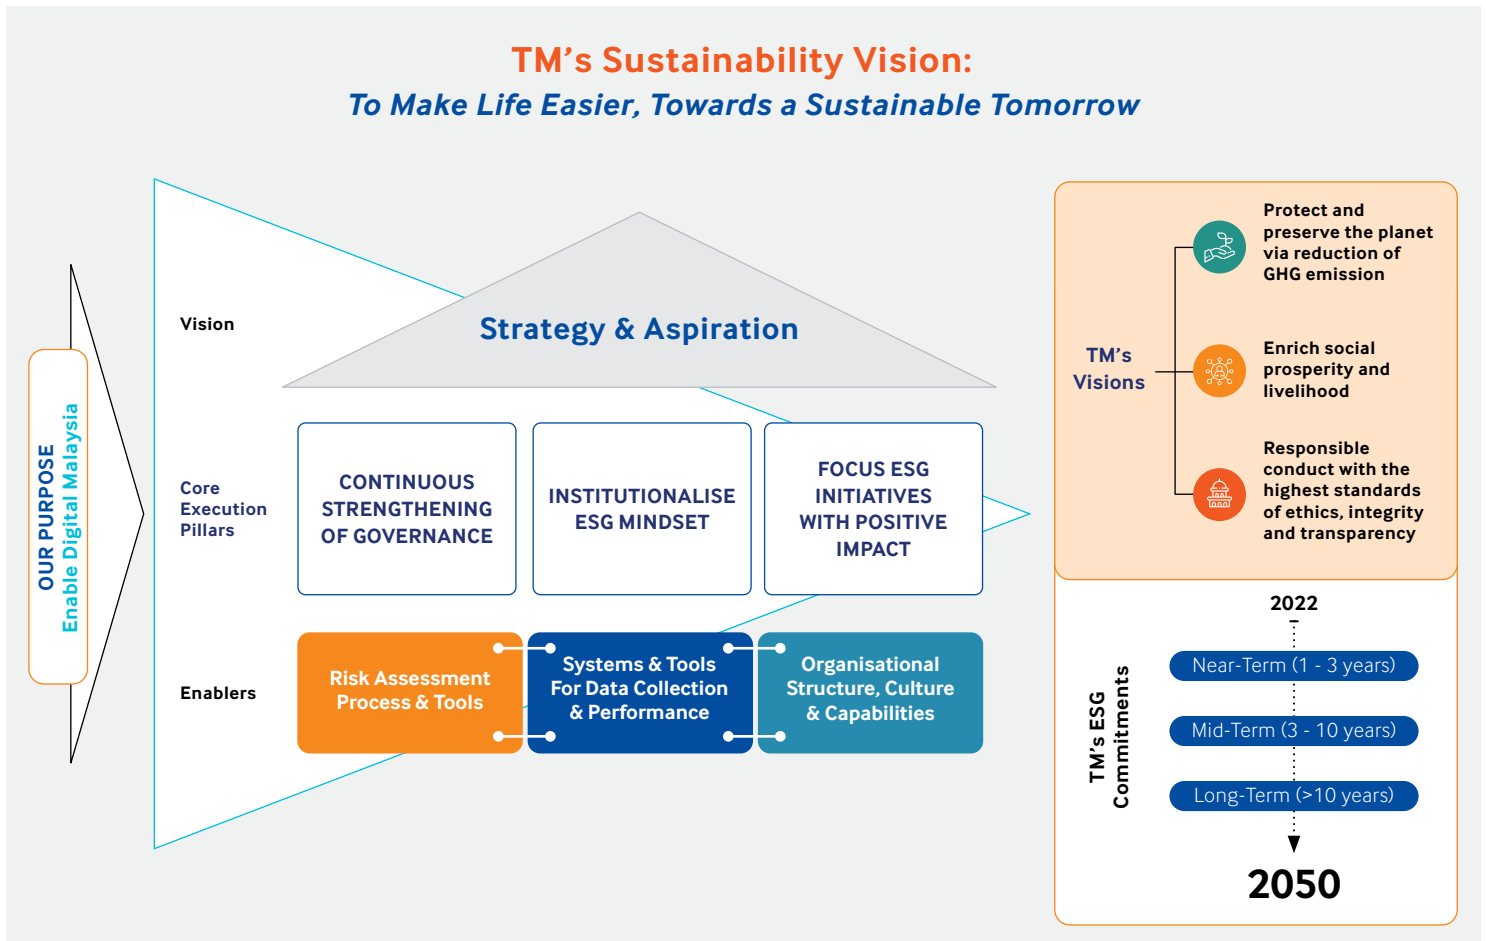 TM's Sustainability Vision:
To Make Life Easier, Towards a Sustainable Tomorrow
OUR PURPOSE
Enable Digital Malaysia
Vision
Strategy & Aspiration
Core
Execution
Pillars
CONTINUOUS
STRENGTHENING
OF GOVERNANCE
INSTITUTIONALISE
ESG MINDSET
FOCUS ESG
INITIATIVES
WITH POSITIVE
IMPACT
Enablers
Risk Assessment
Process & Tools
Systems & Tools
For Data Collection
& Performance
Organisational
Structure, Culture
& Capabilities
TM's
Visions
Protect and
preserve the planet
via reduction of
GHG emission
Enrich social
prosperity and
livelihood
Responsible
conduct with the
highest standards
of ethics, integrity
and transparency
TM's ESG
Commitments
2022
Near-Term (1 - 3 years)
Mid-Term (3 - 10 years)
Long-Term (>10 years)
2050